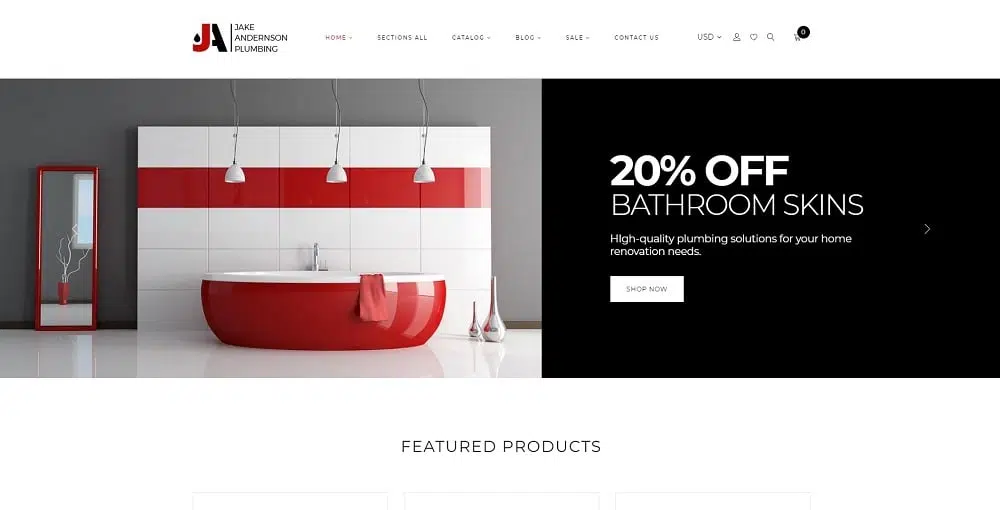 JAKE
ANDERNSON
PLUMBING
HOME
SECTIONS ALL
CATALOG
BLOG
SALE
CONTACT US
USD
0
20% OFF
BATHROOM SKINS
HIgh-quality plumbing solutions for your home
renovation needs.
SHOP NOW
FEATURED PRODUCTS